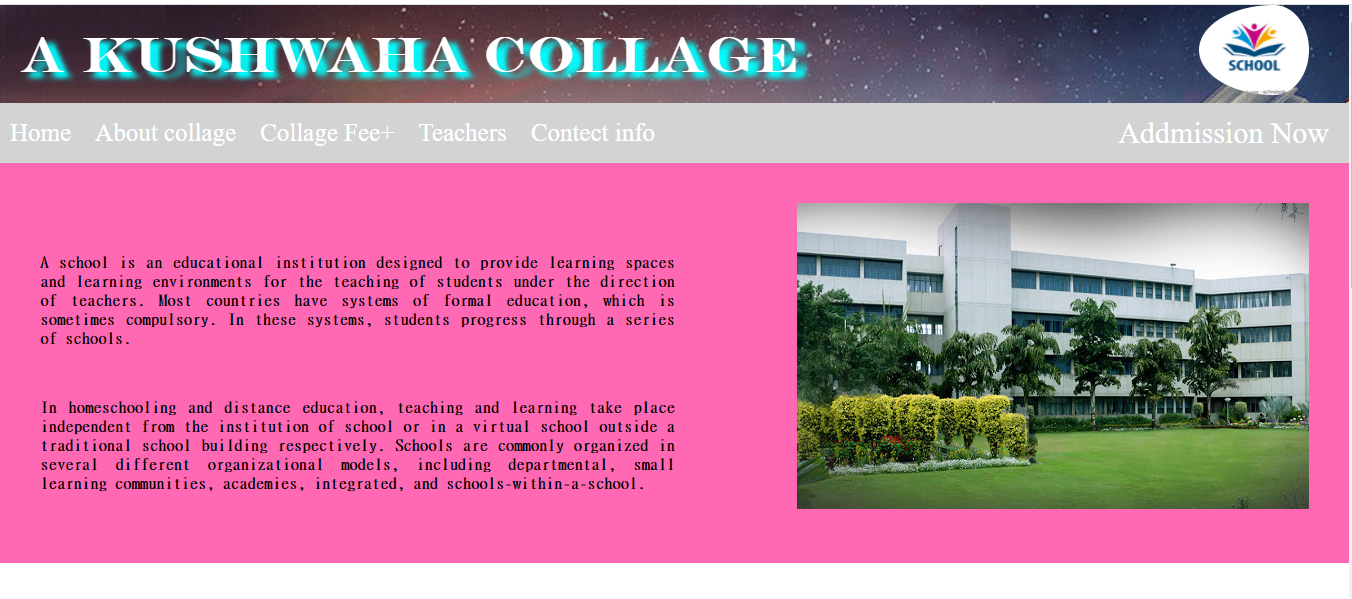 A KUSHWAHA COLLAGE
SCHOOL
Home About collage Collage Fee+ Teachers Contect info Addmission Now
A school is an educational institution designed to provide learning spaces
and learning environments for the teaching of students under the direction
of teachers. Most countries have systems of formal education, which is
sometimes compulsory. In these systems, students progress through a series
of schools.
In homeschooling and distance education, teaching and learning take place
independent from the institution of school or in a virtual school outside a
traditional school building respectively. Schools are commonly organized in
several different organizational models, including departmental, small
learning communities, academies, integrated, and schools-within-a-school.